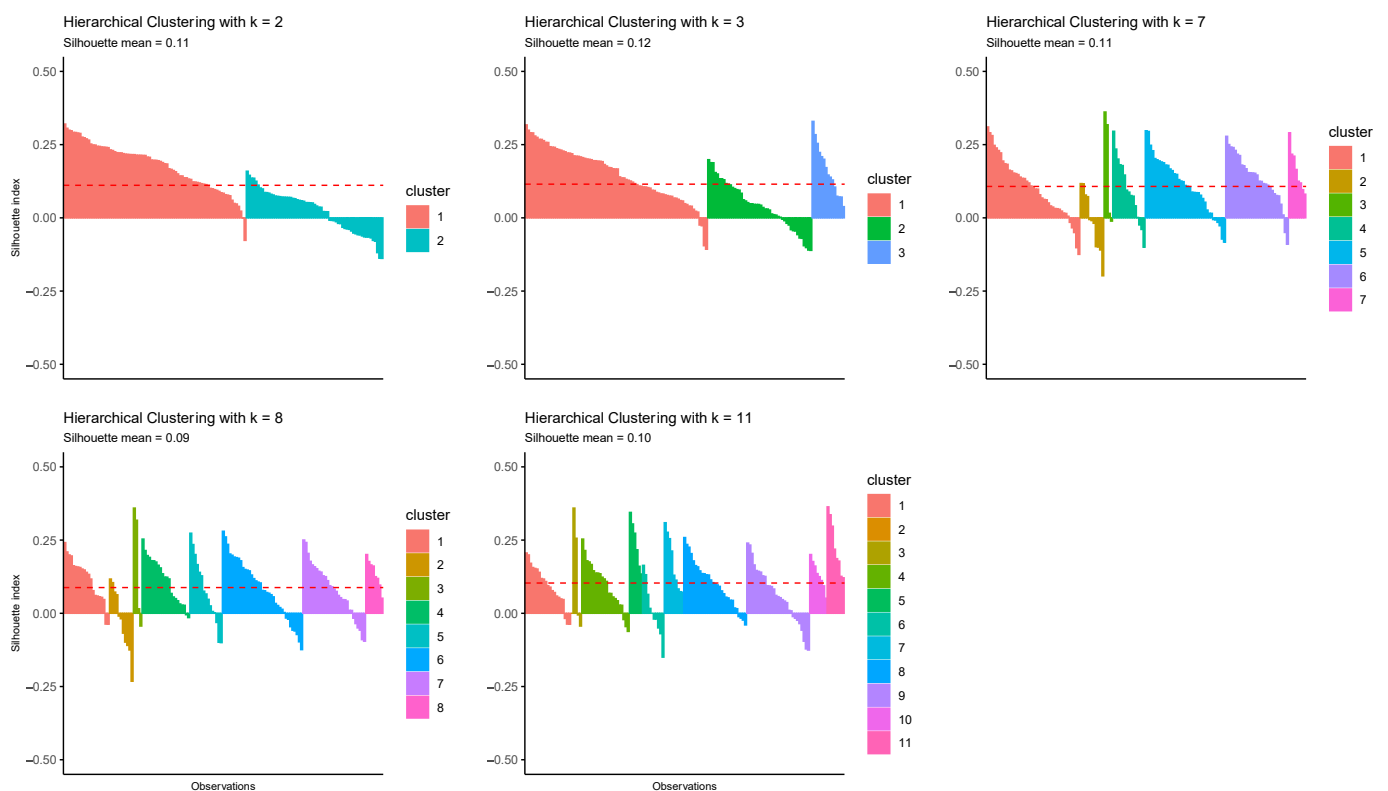 Hierarchical Clustering with k = 2
Silhouette mean = 0.11
0.50
0.25
0.00
−0.25
−0.50
Silhouette index
cluster
1
2
Hierarchical Clustering with k = 3
Silhouette mean = 0.12
0.50
0.25
0.00
−0.25
−0.50
cluster
1
2
3
Hierarchical Clustering with k = 7
Silhouette mean = 0.11
0.50
0.25
0.00
−0.25
−0.50
cluster
1
2
3
4
5
6
7
Hierarchical Clustering with k = 8
Silhouette mean = 0.09
0.50
0.25
0.00
−0.25
−0.50
Silhouette index
Observations
cluster
1
2
3
4
5
6
7
8
Hierarchical Clustering with k = 11
Silhouette mean = 0.10
0.50
0.25
0.00
−0.25
−0.50
Observations
cluster
1
2
3
4
5
6
7
8
9
10
11